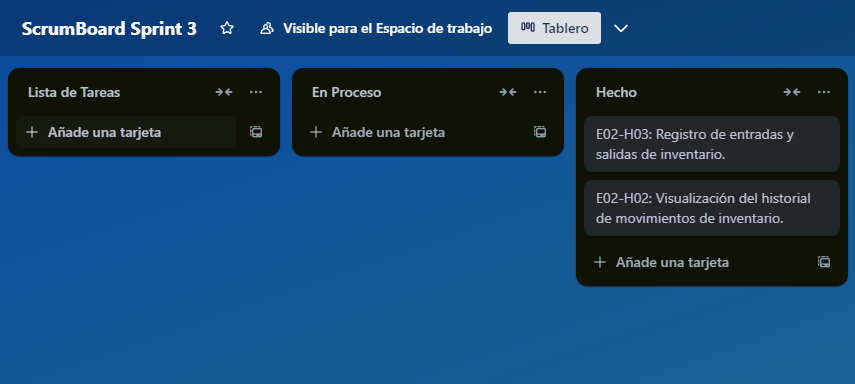 ScrumBoard Sprint 3
Visible para el Espacio de trabajo
Tablero
Lista de Tareas
Añade una tarjeta
En Proceso
Añade una tarjeta
Hecho
E02-H03: Registro de entradas y
salidas de inventario.
E02-H02: Visualización del historial
de movimientos de inventario.
Añade una tarjeta